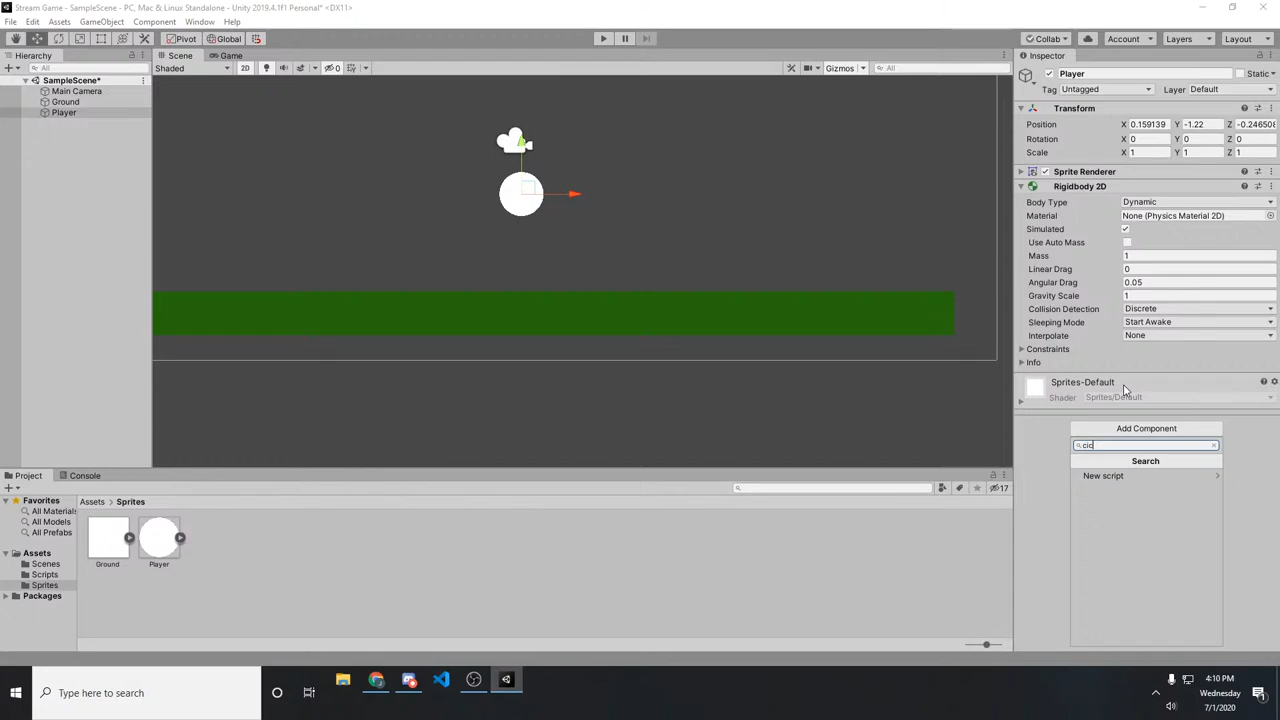 Stream Game - SampleScene - PC, Mac & Linux Standalone - Unity 2019.4.1f1 Personal* <DX11>
File Edit Assets GameObject Component Window Help
Pivot Global Collab Account Layers Layout
Hierarchy Scene Game Inspector
All Shaded 2D 0 Gizmos All
Player Static
SampleScene*
Main Camera
Ground
Player
Tag Untagged Layer Default
Transform
Position X 0.159139 Y -1.22 Z -0.246508
Rotation X 0 Y 0 Z 0
Scale X 1 Y 1 Z 1
Sprite Renderer
Rigidbody 2D
Body Type Dynamic
Material None (Physics Material 2D)
Simulated
Use Auto Mass
Mass 1
Linear Drag 0
Angular Drag 0.05
Gravity Scale 1
Collision Detection Discrete
Sleeping Mode Start Awake
Interpolate None
Constraints
Info
Sprites-Default
Shader Sprites/Default
Add Component
cic
Search
New script
Project Console
17
Favorites
All Materials
All Models
All Prefabs
Assets
Scenes
Scripts
Sprites
Packages
Assets Sprites
Ground Player
Type here to search
4:10 PM
Wednesday
7/1/2020
1